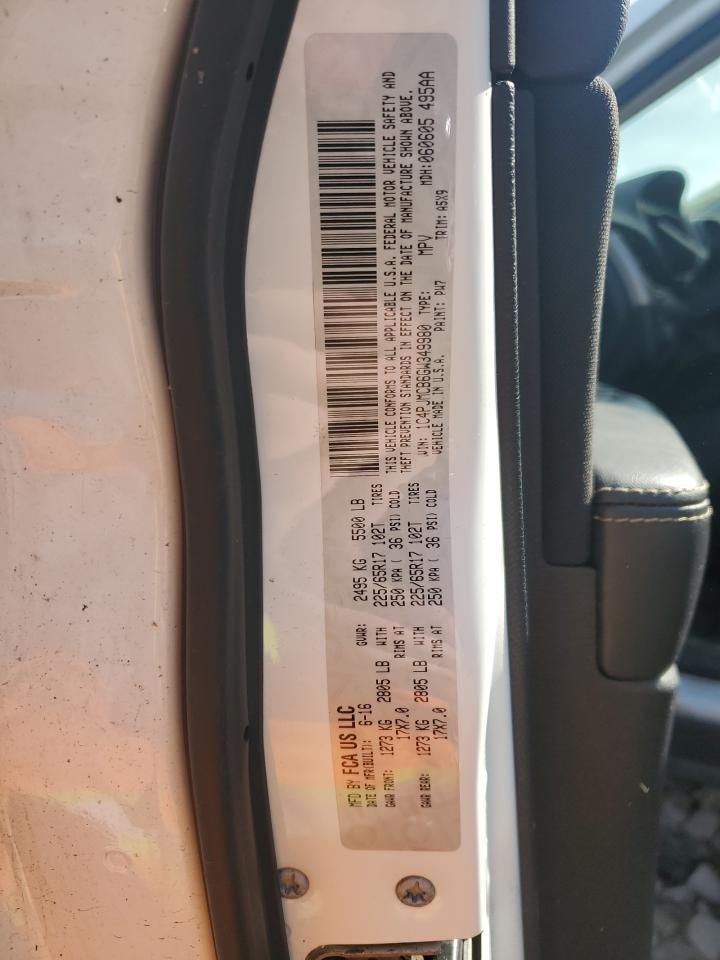 MFD BY FCA US LLC
DATE OF MFR(BUILT): 6-16 GVWR: 2495 KG 5500 LB
GAWR FRONT: 1273 KG 2805 LB WITH 225/65R17 102T TIRES
17X7.0 RIMS AT 250 KPA ( 36 PSI) COLD
GAWR REAR: 1273 KG 2805 LB WITH 225/65R17 102T TIRES
17X7.0 RIMS AT 250 KPA ( 36 PSI) COLD
THIS VEHICLE CONFORMS TO ALL APPLICABLE U.S.A. FEDERAL MOTOR VEHICLE SAFETY AND
THEFT PREVENTION STANDARDS IN EFFECT ON THE DATE OF MANUFACTURE SHOWN ABOVE.
VIN: 1C4PJMCB6GW349980 TYPE: MPV MDH:060605 495AA
VEHICLE MADE IN U.S.A. PAINT: PW7 TRIM: A5X9